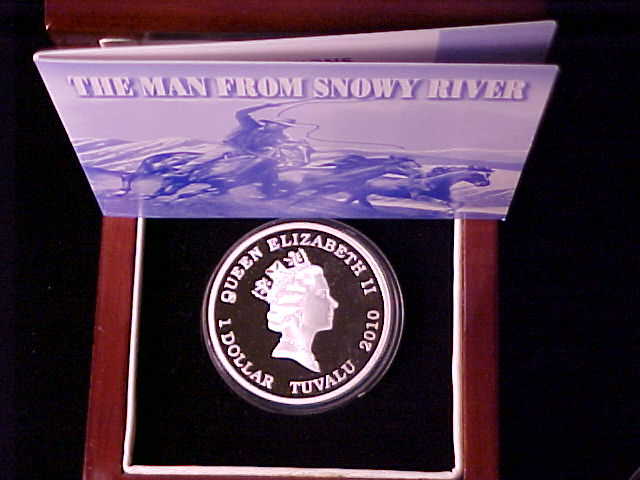 THE MAN FROM SNOWY RIVER
QUEEN ELIZABETH II
1 DOLLAR TUVALU 2010